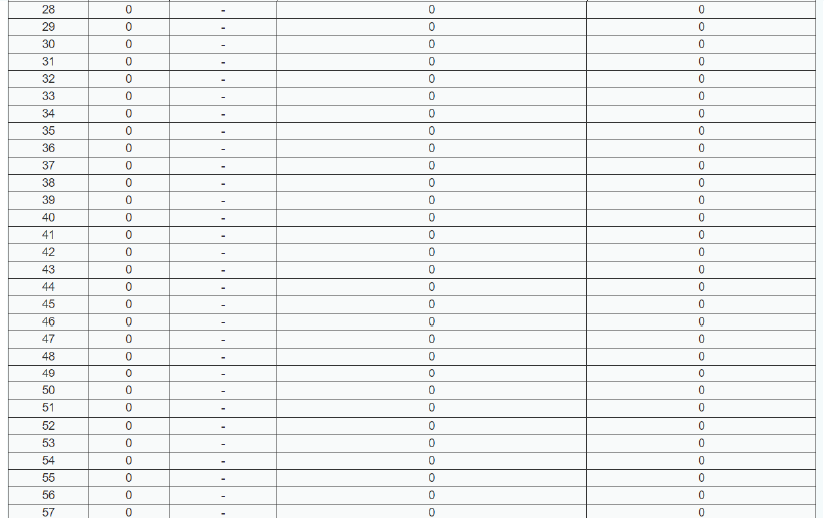 28 0 - 0 0
29 0 - 0 0
30 0 - 0 0
31 0 - 0 0
32 0 - 0 0
33 0 - 0 0
34 0 - 0 0
35 0 - 0 0
36 0 - 0 0
37 0 - 0 0
38 0 - 0 0
39 0 - 0 0
40 0 - 0 0
41 0 - 0 0
42 0 - 0 0
43 0 - 0 0
44 0 - 0 0
45 0 - 0 0
46 0 - 0 0
47 0 - 0 0
48 0 - 0 0
49 0 - 0 0
50 0 - 0 0
51 0 - 0 0
52 0 - 0 0
53 0 - 0 0
54 0 - 0 0
55 0 - 0 0
56 0 - 0 0
57 0 - 0 0